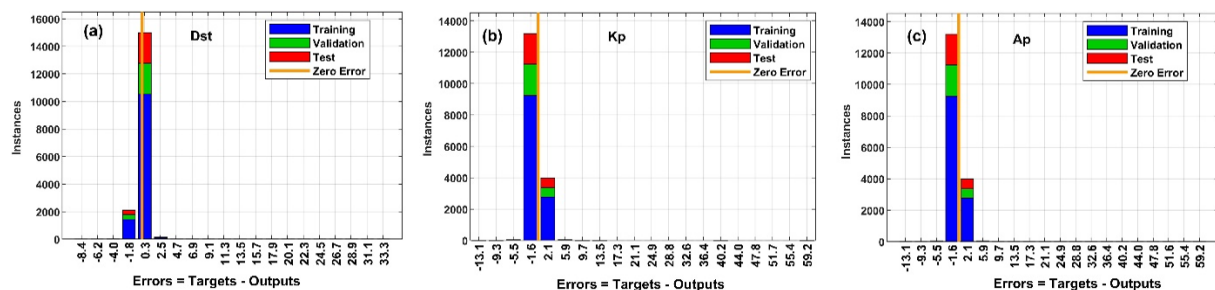 (a)
Dst
Training
Validation
Test
Zero Error
16000
14000
12000
10000
8000
6000
4000
2000
0
Instances
-8.4 -6.2 -4.0 -1.8 0.3 2.5 4.7 6.9 9.1 11.3 13.5 15.7 17.9 20.1 22.3 24.5 26.7 28.9 31.1 33.3
Errors = Targets - Outputs
(b)
Kp
Training
Validation
Test
Zero Error
14000
12000
10000
8000
6000
4000
2000
0
Instances
-13.1 -9.3 -5.5 -1.6 2.1 5.9 9.7 13.5 17.3 21.1 24.9 28.8 32.6 36.4 40.2 44.0 47.8 51.6 55.4 59.2
Errors = Targets - Outputs
(c)
Ap
Training
Validation
Test
Zero Error
14000
12000
10000
8000
6000
4000
2000
0
Instances
-13.1 -9.3 -5.5 -1.6 2.1 5.9 9.7 13.5 17.3 21.1 24.9 28.8 32.6 36.4 40.2 44.0 47.8 51.6 55.4 59.2
Errors = Targets - Outputs